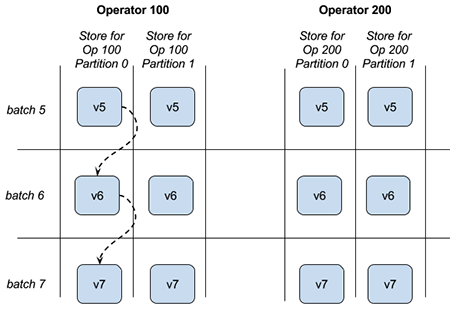 Operator 100 Operator 200
Store for Store for Store for Store for
Op 100 Op 100 Op 200 Op 200
Partition 0 Partition 1 Partition 0 Partition 1
batch 5 v5 v5 v5 v5
batch 6 v6 v6 v6 v6
batch 7 v7 v7 v7 v7